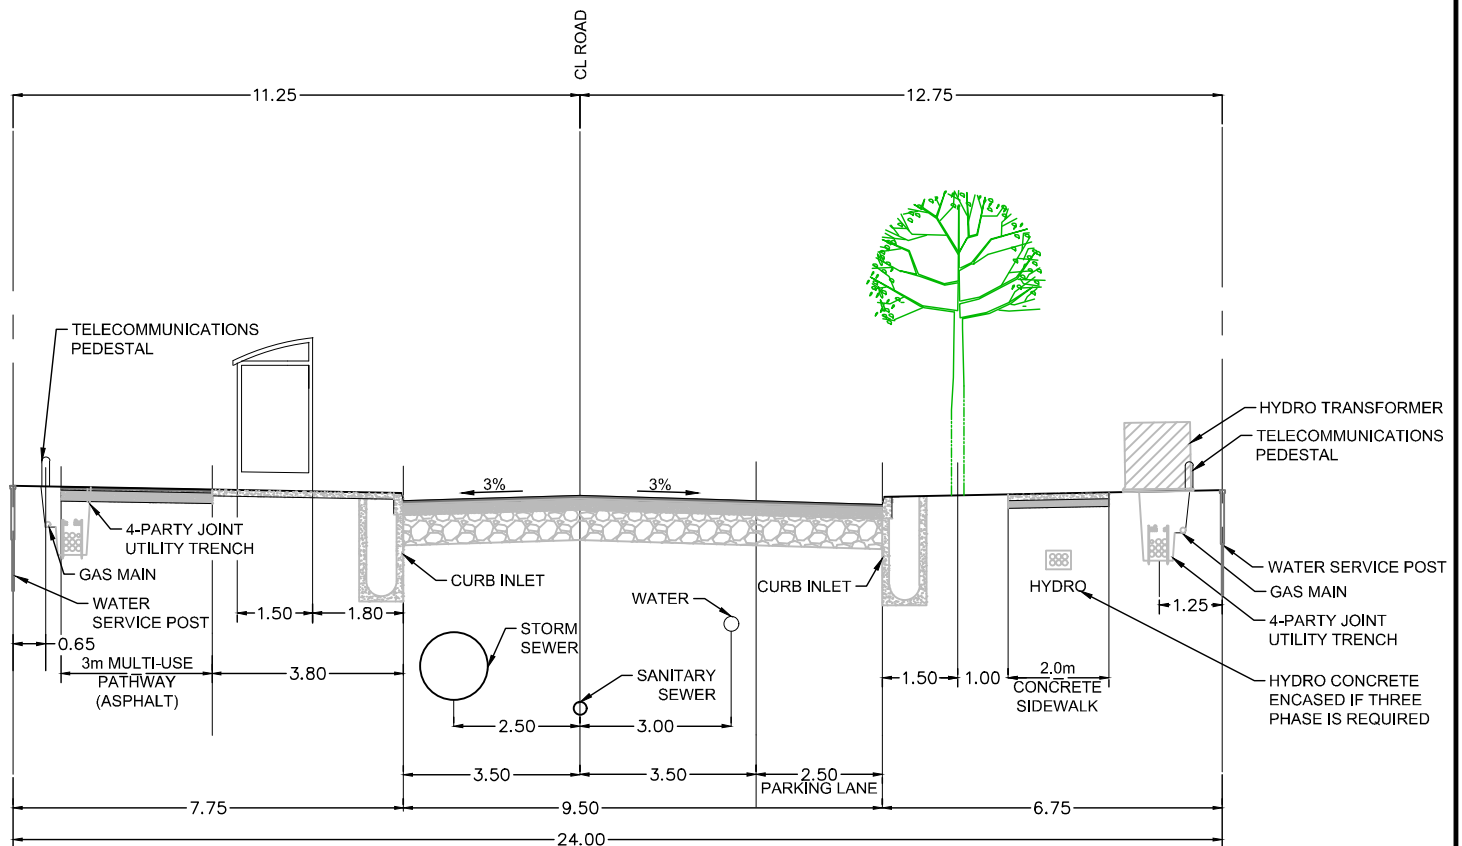 CL ROAD
11.25
12.75
TELECOMMUNICATIONS
PEDESTAL
HYDRO TRANSFORMER
TELECOMMUNICATIONS
PEDESTAL
3%
3%
4-PARTY JOINT
UTILITY TRENCH
GAS MAIN
WATER
SERVICE POST
CURB INLET
CURB INLET
WATER
HYDRO
WATER SERVICE POST
GAS MAIN
4-PARTY JOINT
UTILITY TRENCH
1.50
1.80
1.25
0.65
STORM
SEWER
3m MULTI-USE
PATHWAY
(ASPHALT)
3.80
SANITARY
SEWER
1.50
1.00
2.0m
CONCRETE
SIDEWALK
HYDRO CONCRETE
ENCASED IF THREE
PHASE IS REQUIRED
2.50
3.00
3.50
3.50
2.50
PARKING LANE
7.75
9.50
6.75
24.00